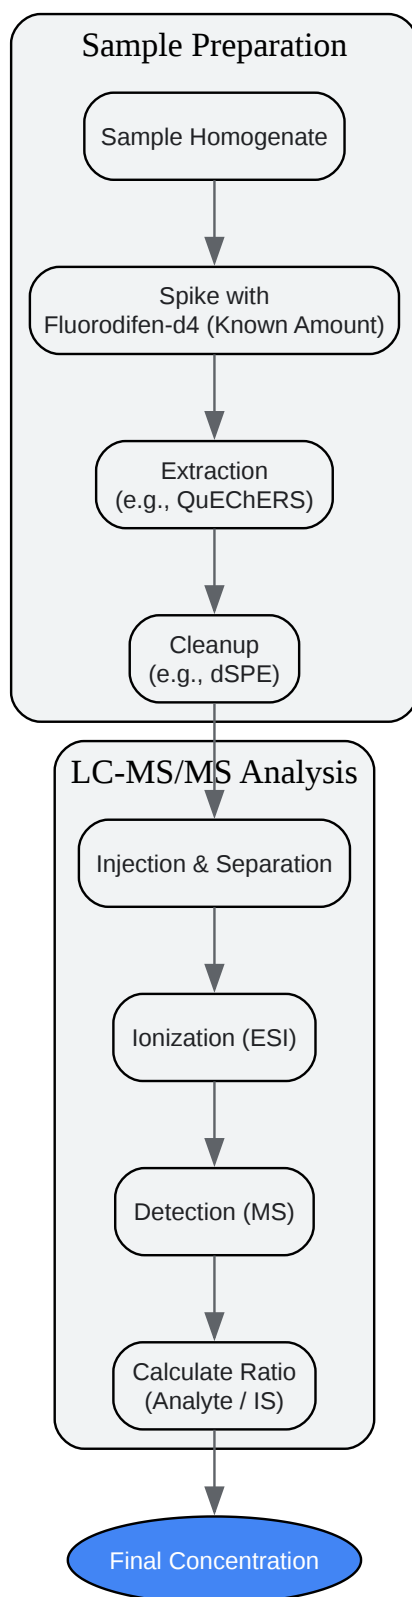 Sample Preparation
Sample Homogenate
Spike with
Fluorodifen-d4 (Known Amount)
Extraction
(e.g., QuEChERS)
Cleanup
(e.g., dSPE)
LC-MS/MS Analysis
Injection & Separation
Ionization (ESI)
Detection (MS)
Calculate Ratio
(Analyte / IS)
Final Concentration